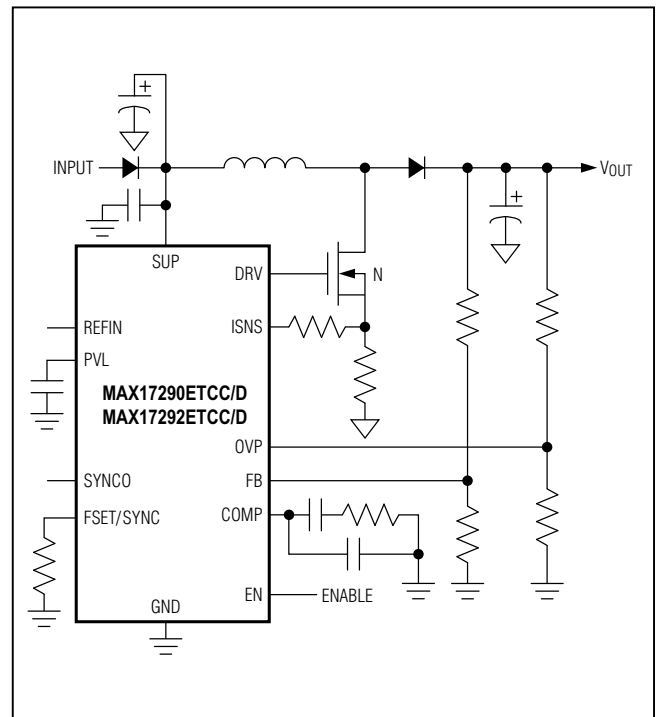 +
INPUT
VOUT
+
SUP
DRV
N
REFIN
ISNS
PVL
MAX17290ETCC/D
MAX17292ETCC/D
OVP
SYNCO
FB
FSET/SYNC
COMP
EN
ENABLE
GND